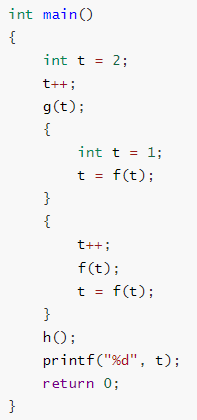 int main()
{
    int t = 2;
    t++;
    g(t);
    {
        int t = 1;
        t = f(t);
    }
    {
        t++;
        f(t);
        t = f(t);
    }
    h();
    printf("%d", t);
    return 0;
}